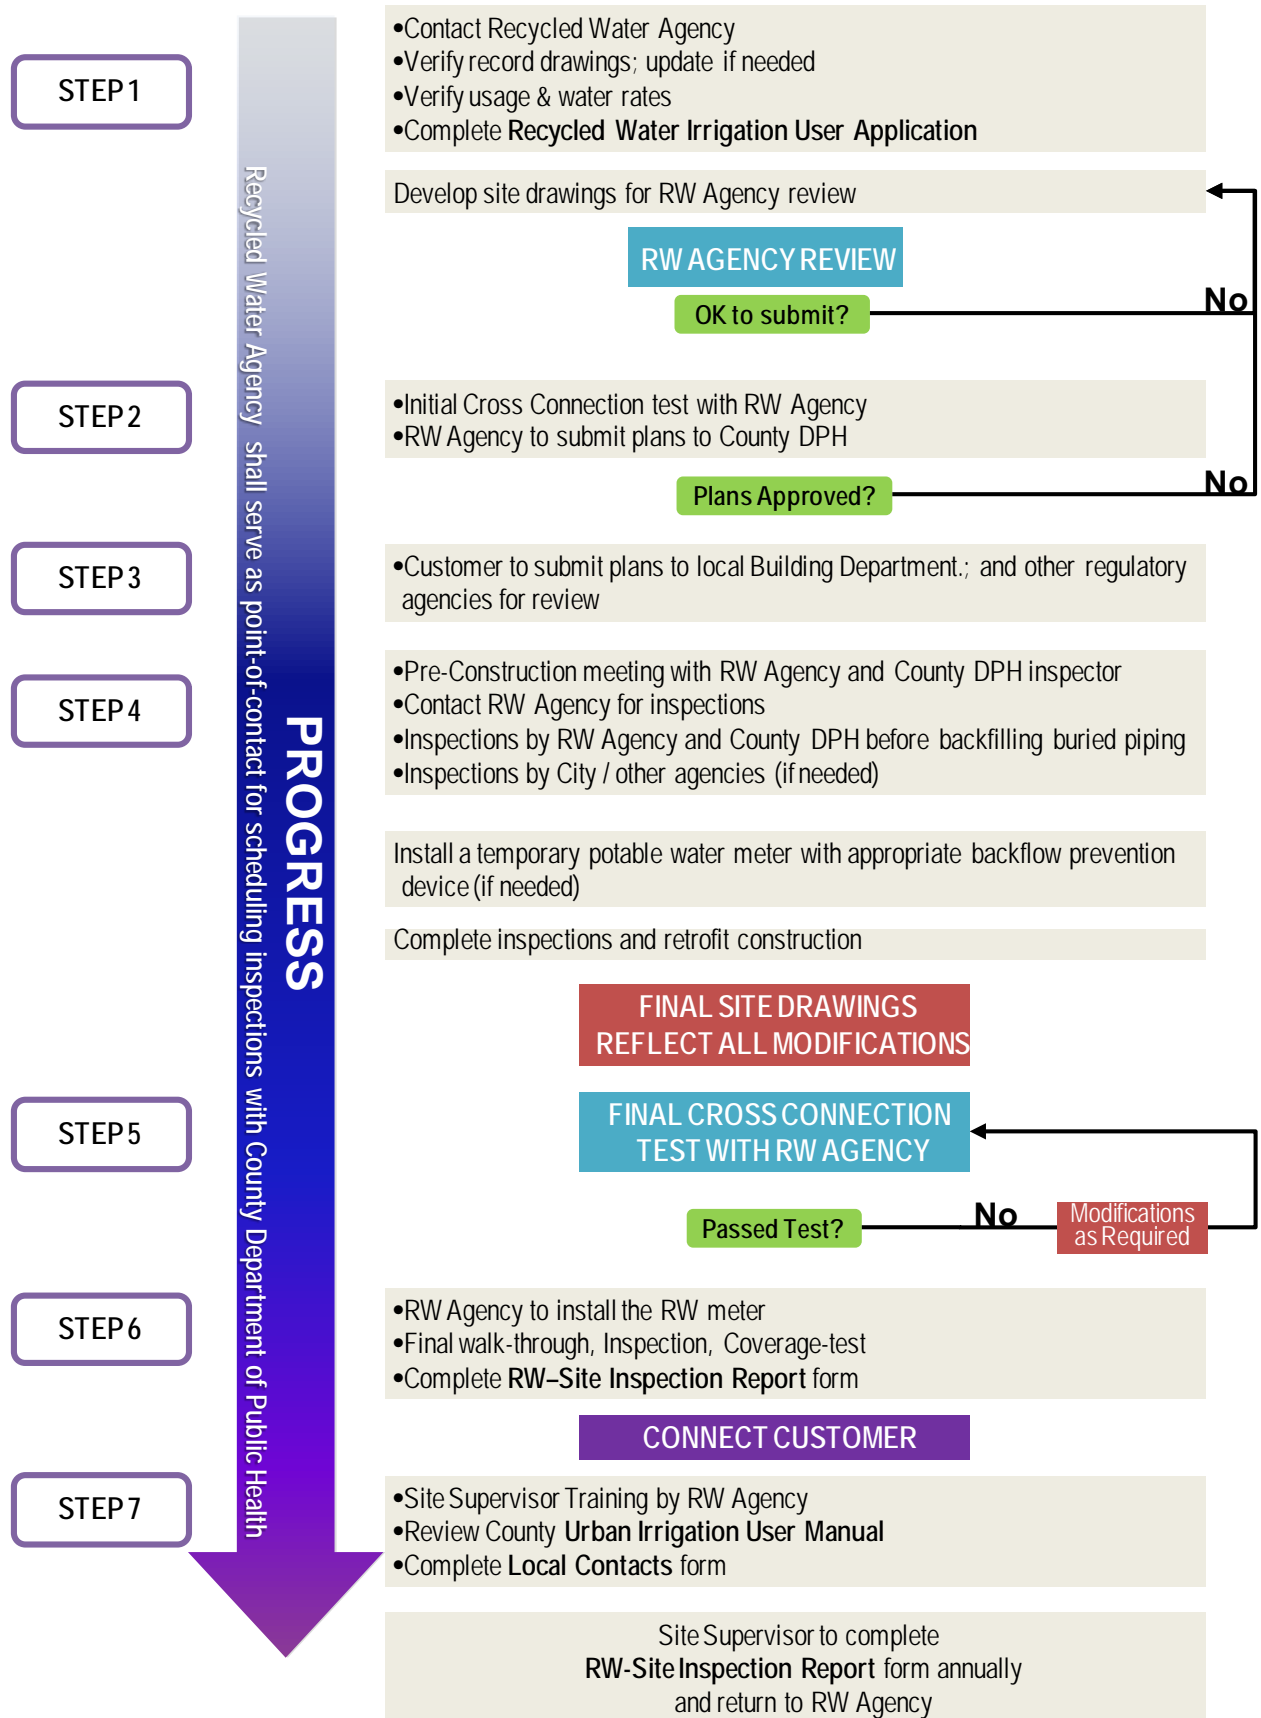 STEP 1
•Contact Recycled Water Agency
•Verify record drawings; update if needed
•Verify usage & water rates
•Complete Recycled Water Irrigation User Application
Develop site drawings for RW Agency review
RW AGENCY REVIEW
OK to submit?
No
STEP 2
•Initial Cross Connection test with RW Agency
•RW Agency to submit plans to County DPH
Plans Approved?
No
STEP 3
•Customer to submit plans to local Building Department.; and other regulatory
agencies for review
STEP 4
•Pre-Construction meeting with RW Agency and County DPH inspector
•Contact RW Agency for inspections
•Inspections by RW Agency and County DPH before backfilling buried piping
•Inspections by City / other agencies (if needed)
Install a temporary potable water meter with appropriate backflow prevention
device (if needed)
Complete inspections and retrofit construction
FINAL SITE DRAWINGS
REFLECT ALL MODIFICATIONS
STEP 5
FINAL CROSS CONNECTION
TEST WITH RW AGENCY
Passed Test?
No
Modifications
as Required
STEP 6
•RW Agency to install the RW meter
•Final walk-through, Inspection, Coverage-test
•Complete RW–Site Inspection Report form
CONNECT CUSTOMER
STEP 7
•Site Supervisor Training by RW Agency
•Review County Urban Irrigation User Manual
•Complete Local Contacts form
Site Supervisor to complete
RW-Site Inspection Report form annually
and return to RW Agency
PROGRESS
Recycled Water Agency shall serve as point-of-contact for scheduling inspections with County Department of Public Health